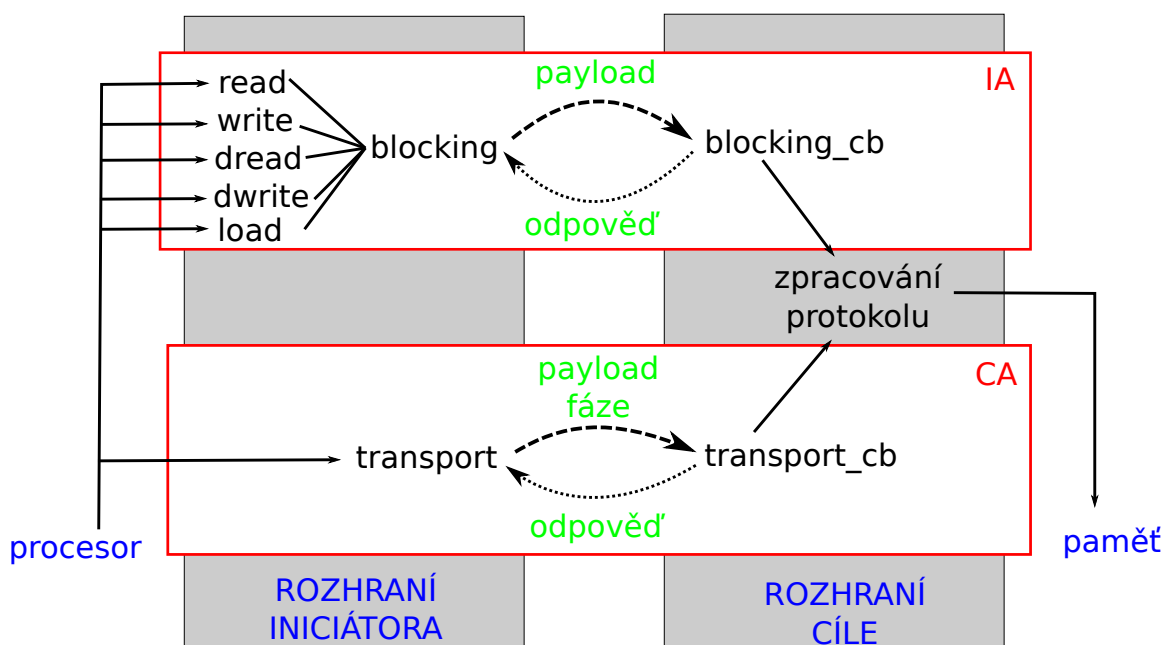 IA
read
write
dread
dwrite
load
blocking
payload
odpověď
blocking_cb
zpracování
protokolu
CA
payload
fáze
transport
transport_cb
odpověď
procesor
paměť
ROZHRANÍ
INICIÁTORA
ROZHRANÍ
CÍLE